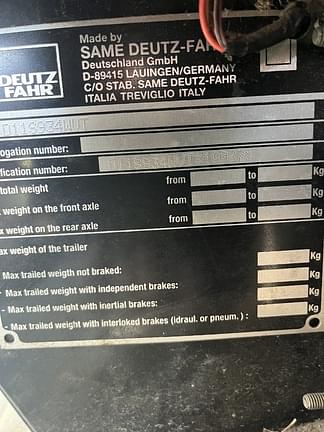 Made by
SAME DEUTZ-FAH
Deutschland GmbH
D-89415 LAUINGEN/GERMANY
C/O STAB. SAME DEUTZ-FAHR
ITALIA TREVIGLIO ITALY
DEUTZ
FAHR
ogation number:
fication number:
total weight from to Kg
x weight on the front axle from to Kg
x weight on the rear axle from to Kg
ax weight of the trailer
- Max trailed weigth not braked: Kg
- Max trailed weight with independent brakes: Kg
- Max trailed weight with inertial brakes: Kg
- Max trailed weight with interloked brakes (idraul. or pneum.) : Kg